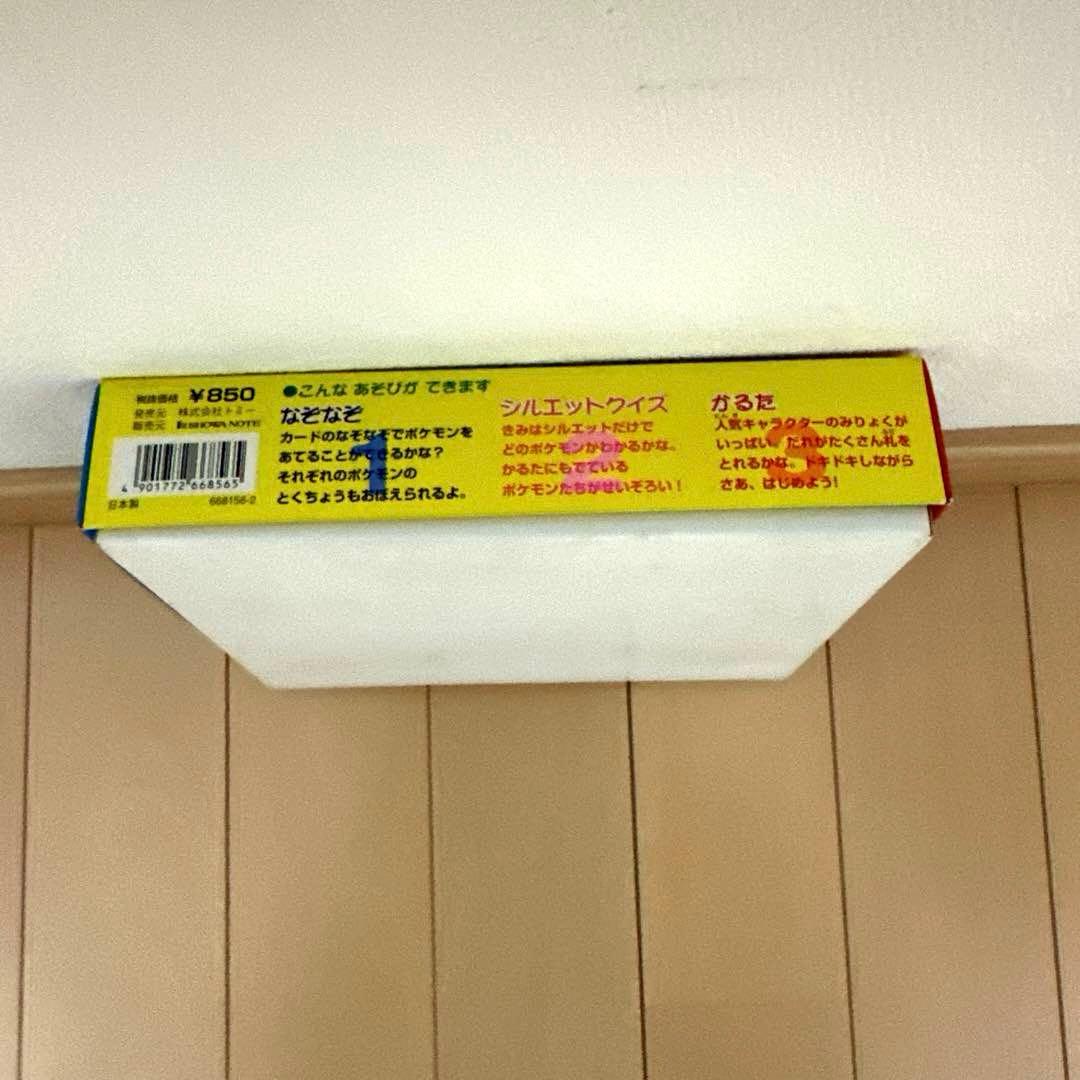 税抜価格 ¥850
発売元 株式会社トミー
販売元 SHOWA NOTE
4 901772 668565
日本製 668156-2
●こんな あそびが できます
なぞなぞ
1
カードのなぞなぞでポケモンを
あてることができるかな?
それぞれのポケモンの
とくちょうもおぼえられるよ。
シルエットクイズ
2
きみはシルエットだけで
どのポケモンかわかるかな。
かるたにもでている
ポケモンたちがせいぞろい!
かるた
3
人気キャラクターのみりょくが
いっぱい。だれがたくさん札を
とれるかな。ドキドキしながら
さあ、はじめよう!